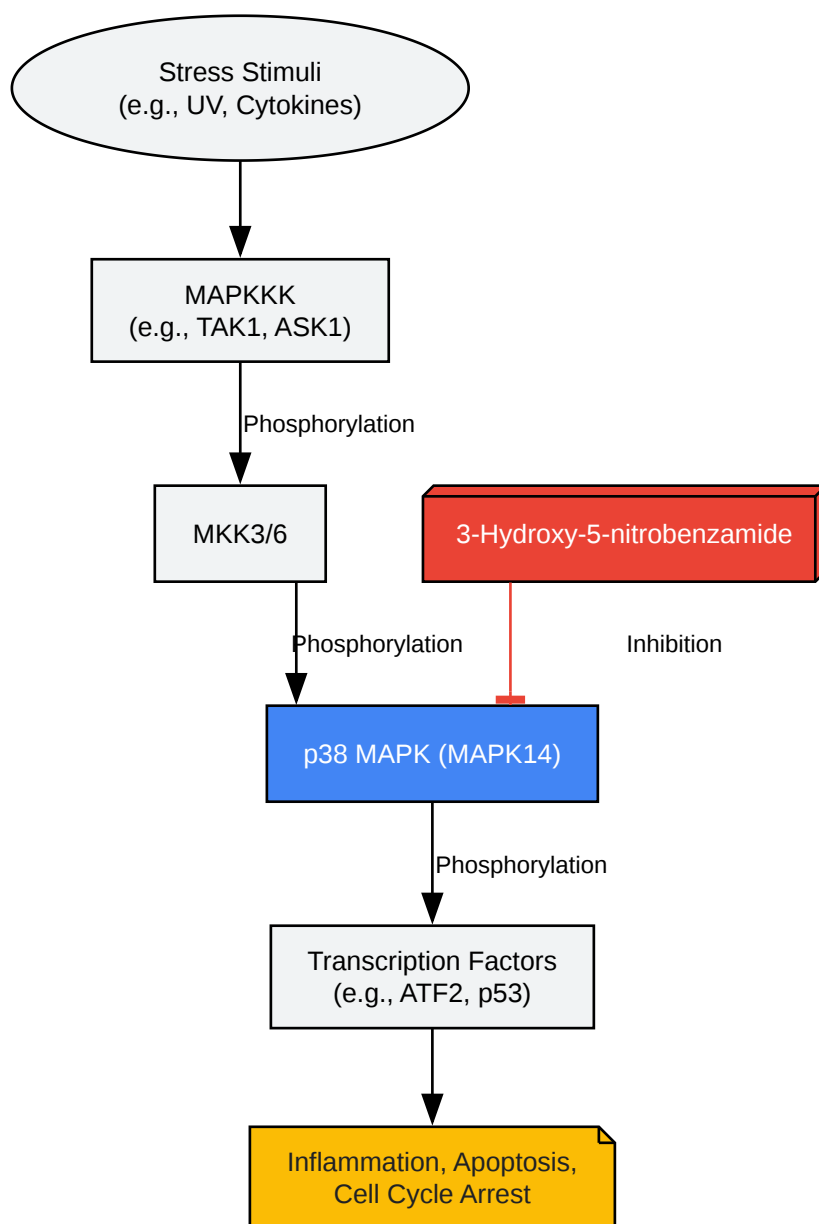 Stress Stimuli
(e.g., UV, Cytokines)
MAPKKK
(e.g., TAK1, ASK1)
Phosphorylation
MKK3/6
3-Hydroxy-5-nitrobenzamide
Phosphorylation
Inhibition
p38 MAPK (MAPK14)
Phosphorylation
Transcription Factors
(e.g., ATF2, p53)
Inflammation, Apoptosis,
Cell Cycle Arrest